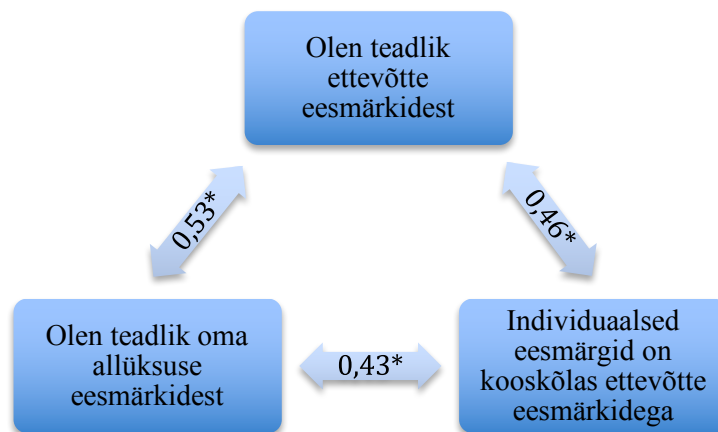 Olen teadlik
ettevõtte
eesmärkidest
0,53*
0,46*
Olen teadlik oma
allüksuse
eesmärkidest
0,43*
Individuaalsed
eesmärgid on
kooskõlas ettevõtte
eesmärkidega